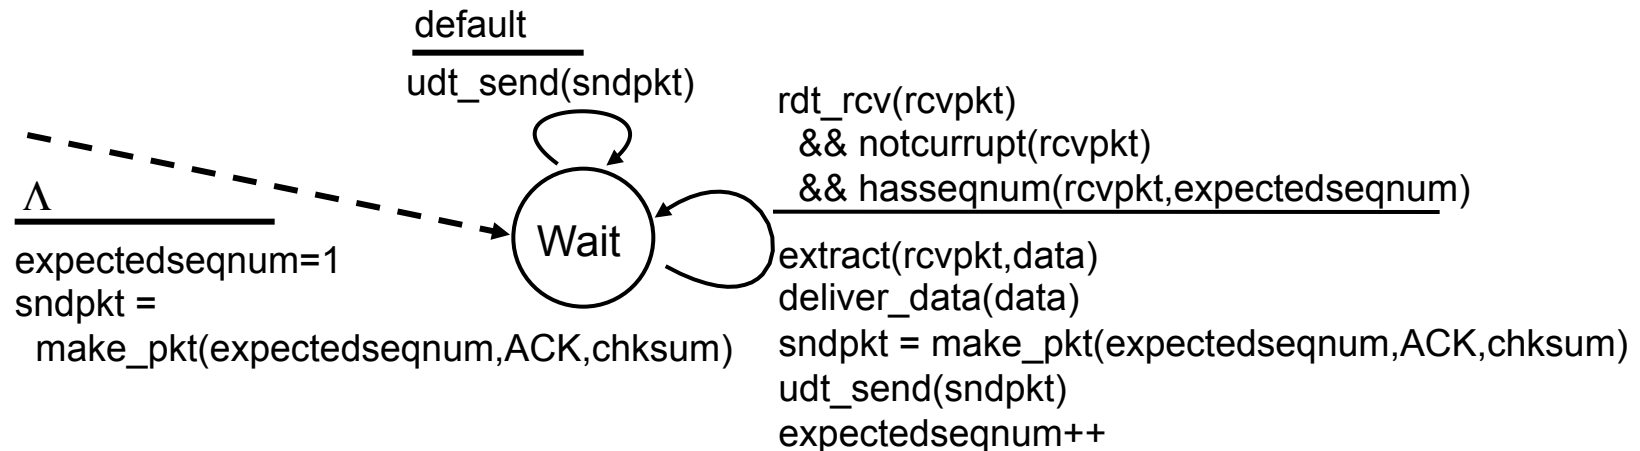 default
udt_send(sndpkt)
Λ
expectedseqnum=1
sndpkt =
make_pkt(expectedseqnum,ACK,chksum)
Wait
rdt_rcv(rcvpkt)
&& notcurrupt(rcvpkt)
&& hasseqnum(rcvpkt,expectedseqnum)
extract(rcvpkt,data)
deliver_data(data)
sndpkt = make_pkt(expectedseqnum,ACK,chksum)
udt_send(sndpkt)
expectedseqnum++